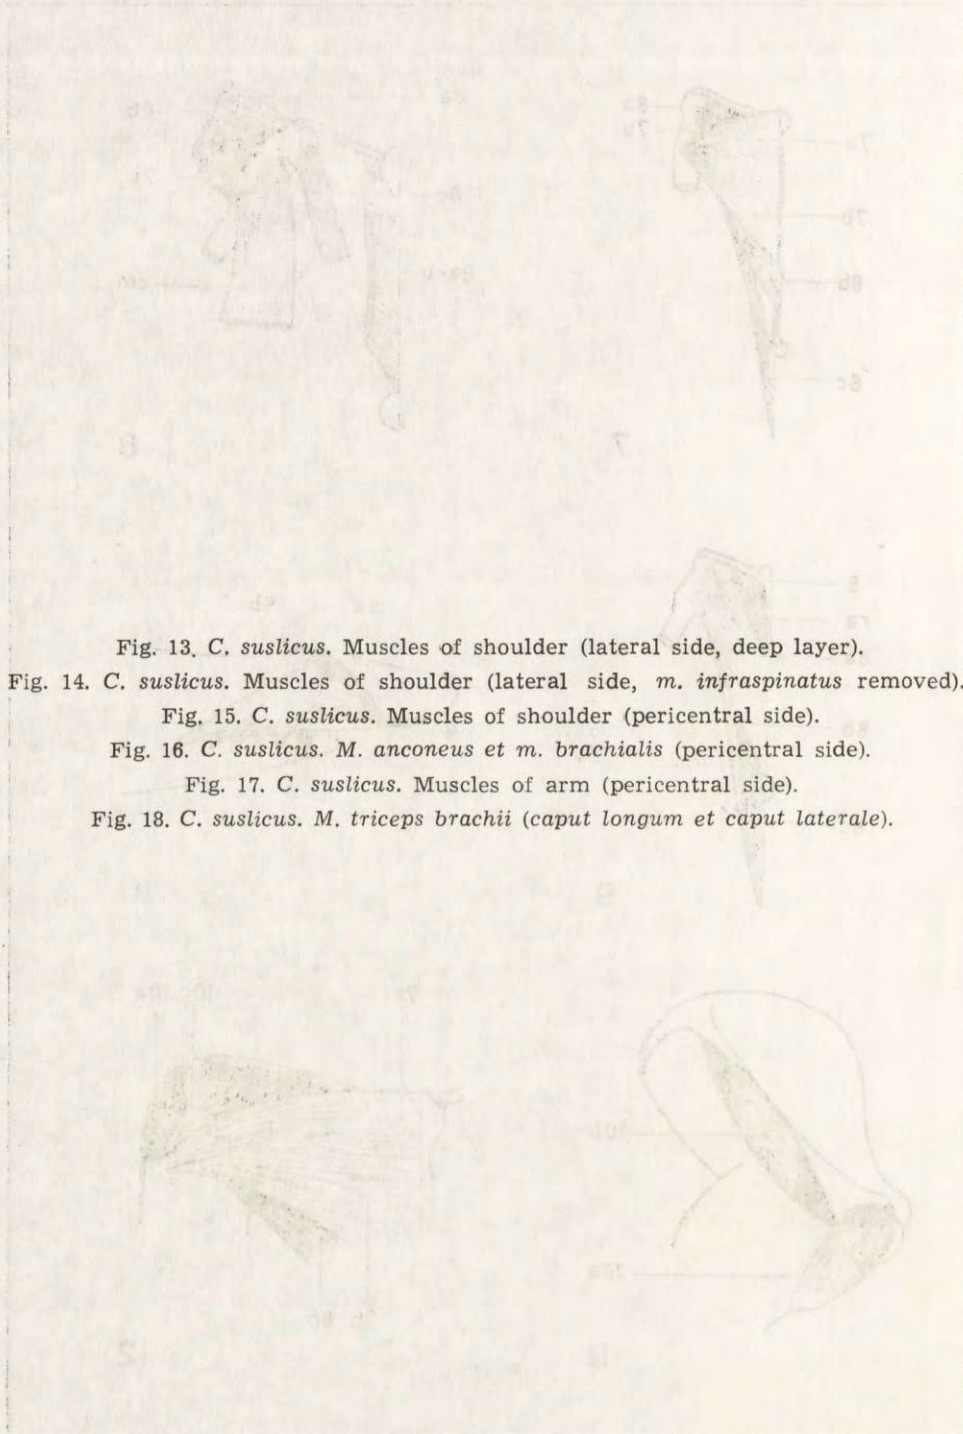 Fig. 13. C. suslicus. Muscles of shoulder (lateral side, deep layer).
Fig. 14. C. suslicus. Muscles of shoulder (lateral side, m. infraspinatus removed).
Fig. 15. C. suslicus. Muscles of shoulder (pericentral side).
Fig. 16. C. suslicus. M. anconeus et m. brachialis (pericentral side).
Fig. 17. C. suslicus. Muscles of arm (pericentral side).
Fig. 18. C. suslicus. M. triceps brachii (caput longum et caput laterale).